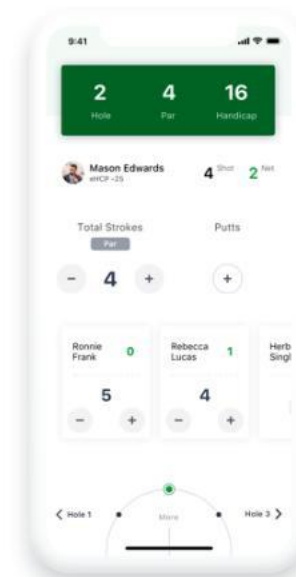 9:41
2 4 16
Hole Par Handicap
Mason Edwards
4 Shot 2 Net
Total Strokes Putts
Par
− 4 + +
Ronnie Frank 0
5
− +
Rebecca Lucas 1
4
− +
Herb
Singl
< Hole 1 More Hole 3 >